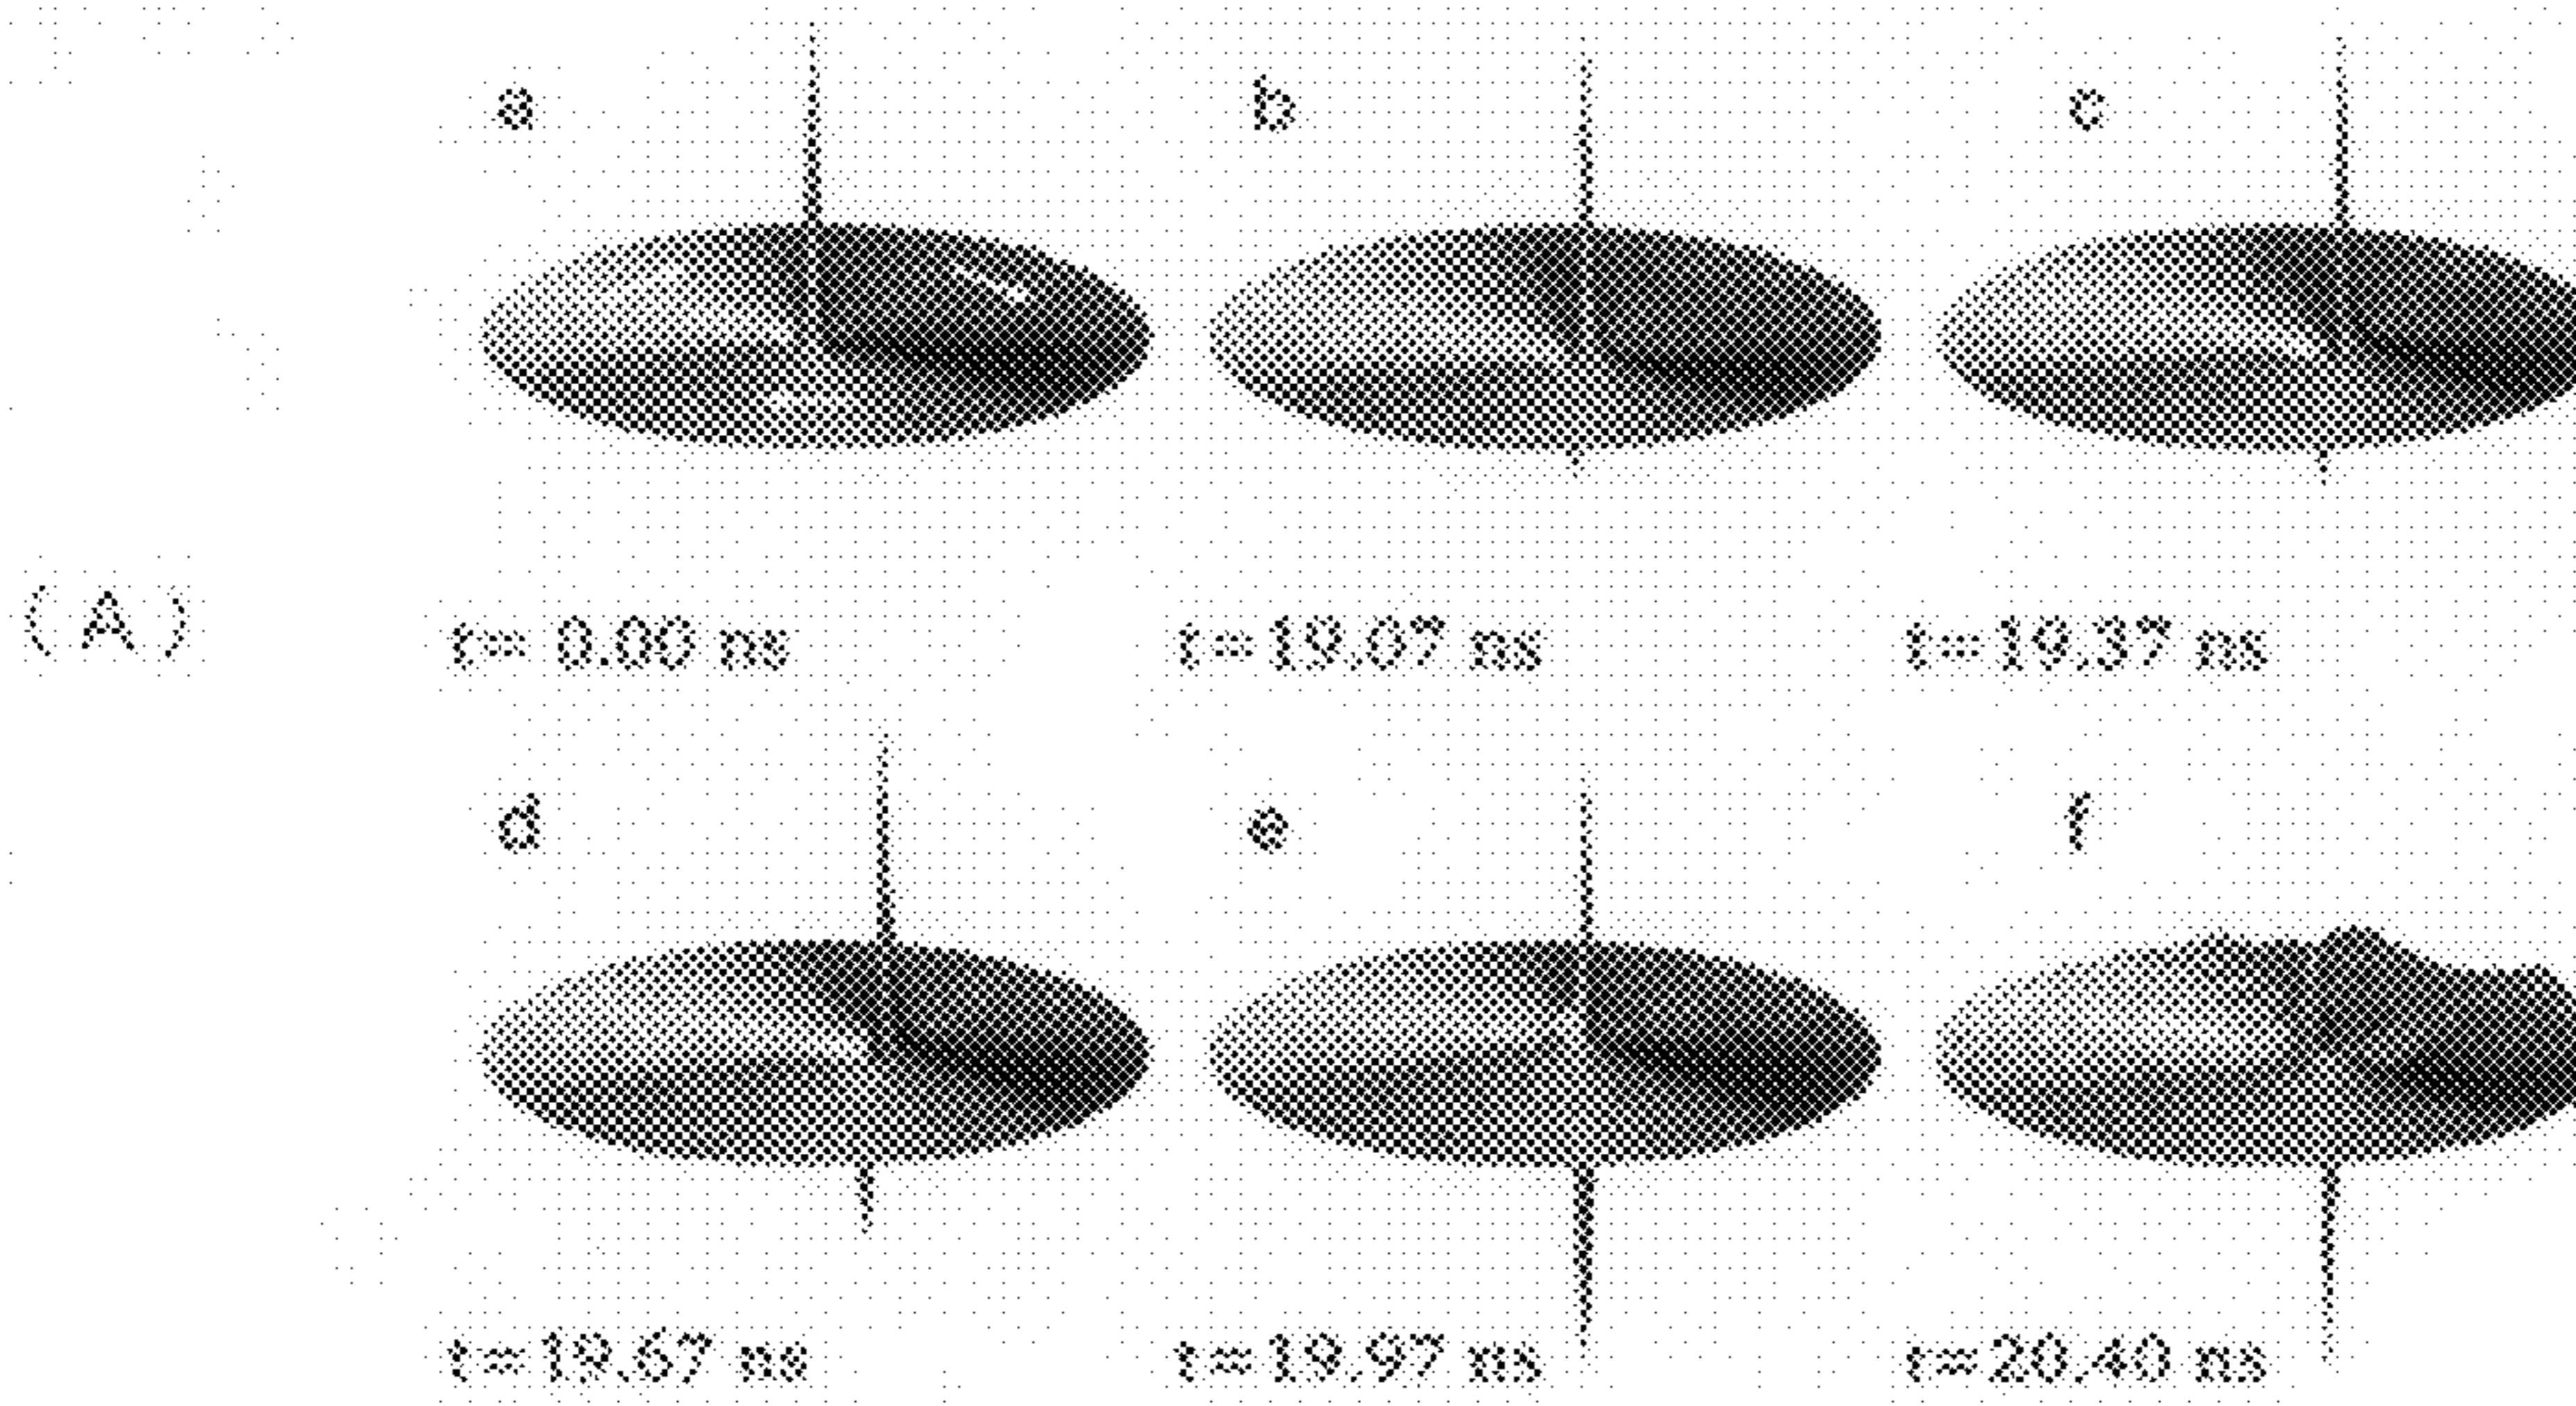 a b c
(A)
t= 0.00 ns t=19.07 ns t=19.37 ns
d e f
t=19.67 ns t=19.97 ns t=20.40 ns